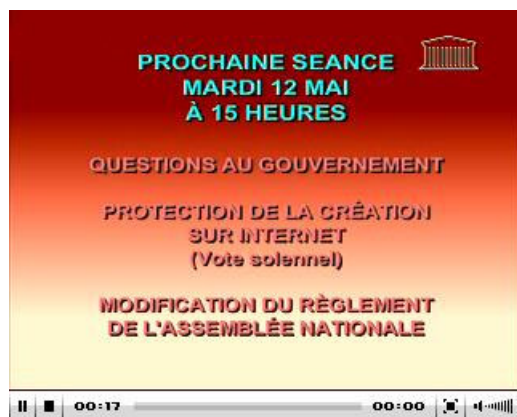 PROCHAINE SEANCE
MARDI 12 MAI
À 15 HEURES
QUESTIONS AU GOUVERNEMENT
PROTECTION DE LA CRÉATION
SUR INTERNET
(Vote solennel)
MODIFICATION DU RÈGLEMENT
DE L'ASSEMBLÉE NATIONALE
00:17 00:00